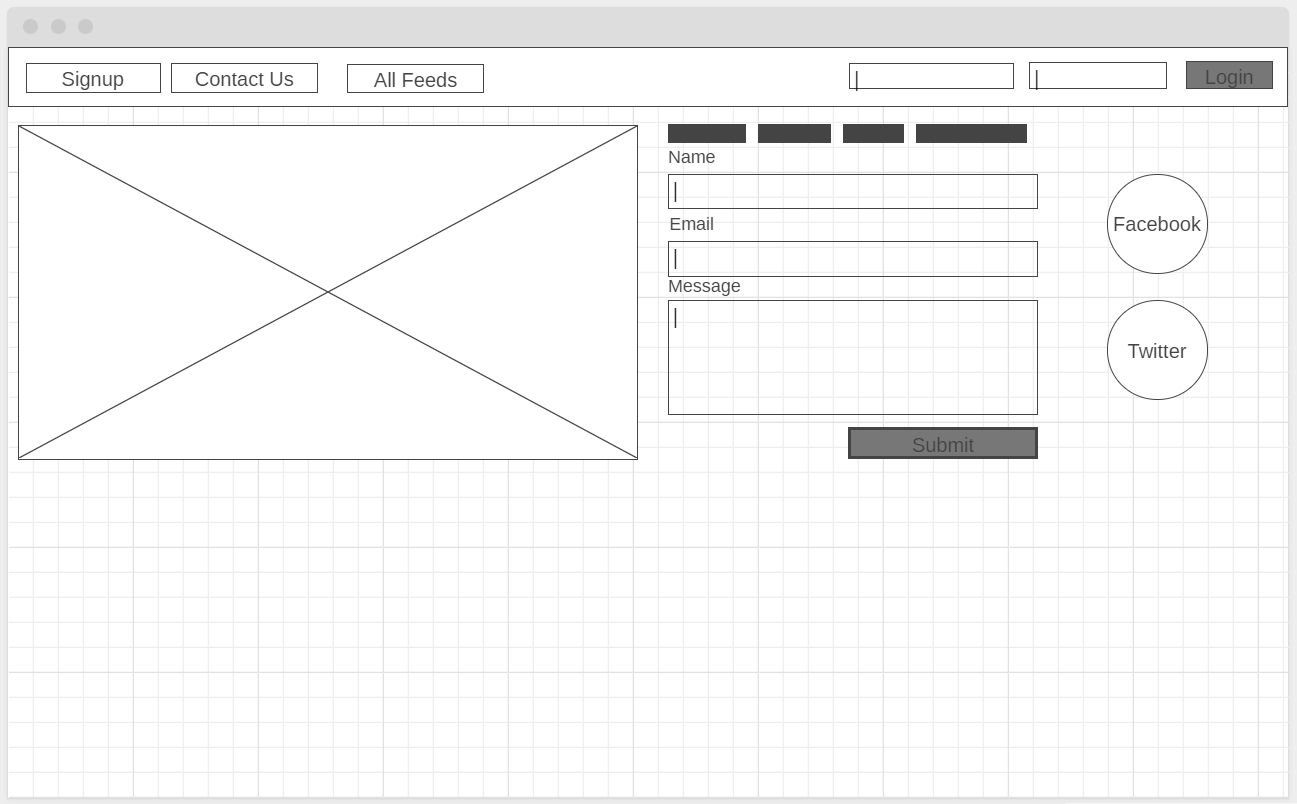 Signup
Contact Us
All Feeds
Login
Name
Email
Message
Submit
Facebook
Twitter